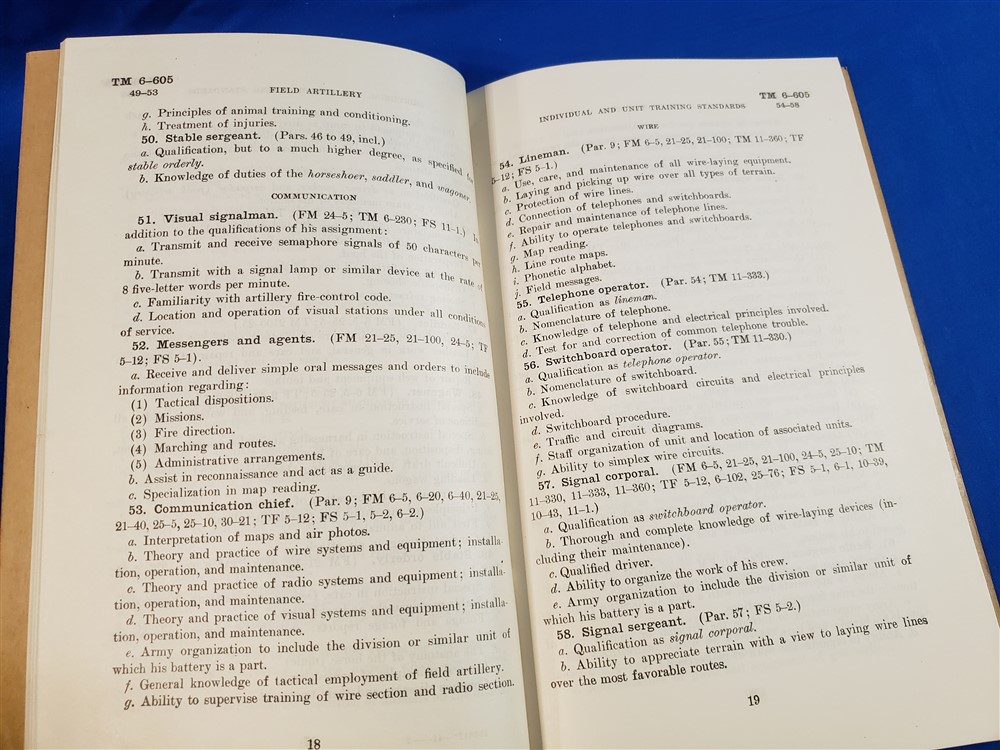 TM 6–605
49–53
FIELD ARTILLERY
g. Principles of animal training and conditioning.
h. Treatment of injuries.
50. Stable sergeant. (Pars. 46 to 49, incl.)
a. Qualification, but to a much higher degree, as specified for
stable orderly.
b. Knowledge of duties of the horseshoer, saddler, and wagoner.
COMMUNICATION
51. Visual signalman. (FM 24–5; TM 6–230; FS 11–1.) In
addition to the qualifications of his assignment:
a. Transmit and receive semaphore signals of 50 characters per
minute.
b. Transmit with a signal lamp or similar device at the rate of
8 five-letter words per minute.
c. Familiarity with artillery fire-control code.
d. Location and operation of visual stations under all conditions
of service.
52. Messengers and agents. (FM 21–25, 21–100, 24–5; TF
5–12; FS 5–1).
a. Receive and deliver simple oral messages and orders to include
information regarding:
(1) Tactical dispositions.
(2) Missions.
(3) Fire direction.
(4) Marching and routes.
(5) Administrative arrangements.
b. Assist in reconnaissance and act as a guide.
c. Specialization in map reading.
53. Communication chief. (Par. 9; FM 6–5, 6–20, 6–40, 21–25,
21–40, 25–5, 25–10, 30–21; TF 5–12; FS 5–1, 5–2, 6–2.)
a. Interpretation of maps and air photos.
b. Theory and practice of wire systems and equipment; installa-
tion, operation, and maintenance.
c. Theory and practice of radio systems and equipment; installa-
tion, operation, and maintenance.
d. Theory and practice of visual systems and equipment; installa-
tion, operation, and maintenance.
e. Army organization to include the division or similar unit of
which his battery is a part.
f. General knowledge of tactical employment of field artillery.
g. Ability to supervise training of wire section and radio section.
18
TM 6–605
INDIVIDUAL AND UNIT TRAINING STANDARDS 54–58
WIRE
54. Lineman. (Par. 9; FM 6–5, 21–25, 21–100; TM 11–360; TF
5–12; FS 5–1.)
a. Use, care, and maintenance of all wire-laying equipment.
b. Laying and picking up wire over all types of terrain.
c. Protection of wire lines.
d. Connection of telephones and switchboards.
e. Repair and maintenance of telephone lines.
f. Ability to operate telephones and switchboards.
g. Map reading.
h. Line route maps.
i. Phonetic alphabet.
j. Field messages.
55. Telephone operator. (Par. 54; TM 11–333.)
a. Qualification as lineman.
b. Nomenclature of telephone.
c. Knowledge of telephone and electrical principles involved.
d. Test for and correction of common telephone trouble.
56. Switchboard operator. (Par. 55; TM 11–330.)
a. Qualification as telephone operator.
b. Nomenclature of switchboard.
c. Knowledge of switchboard circuits and electrical principles
involved.
d. Switchboard procedure.
e. Traffic and circuit diagrams.
f. Staff organization of unit and location of associated units.
g. Ability to simplex wire circuits.
57. Signal corporal. (FM 6–5, 21–25, 21–100, 24–5, 25–10; TM
11–330, 11–333, 11–360; TF 5–12, 6–102, 25–76; FS 5–1, 6–1, 10–39,
10–43, 11–1.)
a. Qualification as switchboard operator.
b. Thorough and complete knowledge of wire-laying devices (in-
cluding their maintenance).
c. Qualified driver.
d. Ability to organize the work of his crew.
e. Army organization to include the division or similar unit of
which his battery is a part.
58. Signal sergeant. (Par. 57; FS 5–2.)
a. Qualification as signal corporal.
b. Ability to appreciate terrain with a view to laying wire lines
over the most favorable routes.
19